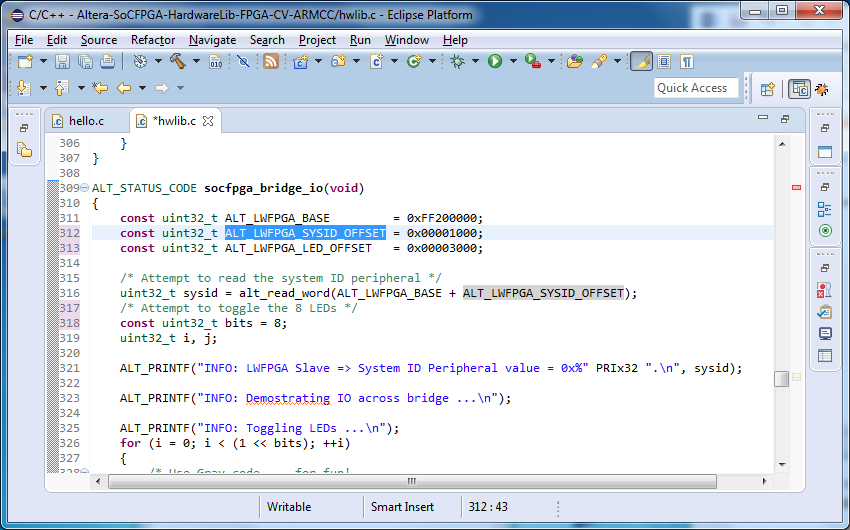 C/C++ - Altera-SoCFPGA-HardwareLib-FPGA-CV-ARMCC/hwlib.c - Eclipse Platform
File Edit Source Refactor Navigate Search Project Run Window Help
010
Quick Access
hello.c *hwlib.c
306 }
307 }
308
309 ALT_STATUS_CODE socfpga_bridge_io(void)
310 {
311 const uint32_t ALT_LWFPGA_BASE = 0xFF200000;
312 const uint32_t ALT_LWFPGA_SYSID_OFFSET = 0x00001000;
313 const uint32_t ALT_LWFPGA_LED_OFFSET = 0x00003000;
314
315 /* Attempt to read the system ID peripheral */
316 uint32_t sysid = alt_read_word(ALT_LWFPGA_BASE + ALT_LWFPGA_SYSID_OFFSET);
317 /* Attempt to toggle the 8 LEDs */
318 const uint32_t bits = 8;
319 uint32_t i, j;
320
321 ALT_PRINTF("INFO: LWFPGA Slave => System ID Peripheral value = 0x%" PRIx32 ".\n", sysid);
322
323 ALT_PRINTF("INFO: Demostrating IO across bridge ...\n");
324
325 ALT_PRINTF("INFO: Toggling LEDs ...\n");
326 for (i = 0; i < (1 << bits); ++i)
327 {
328 /* Use Gray code ... for fun!
Writable Smart Insert 312 : 43